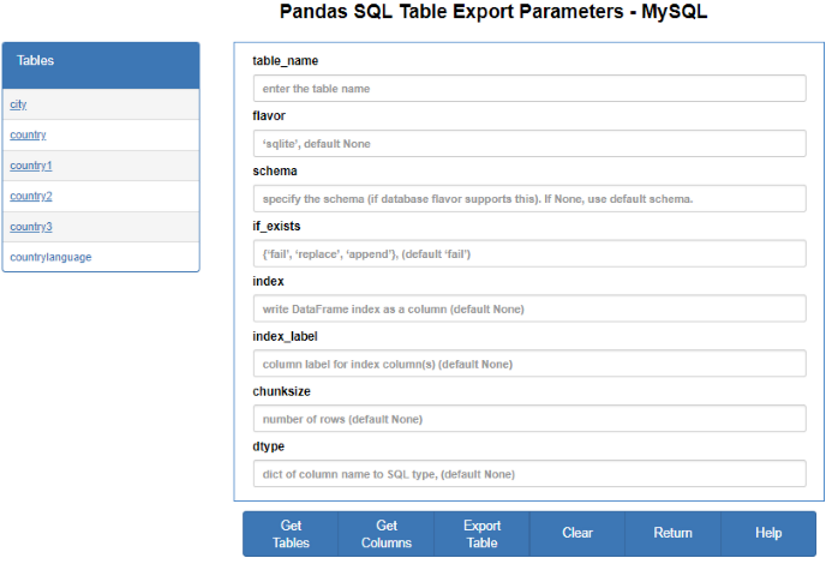 Pandas SQL Table Export Parameters - MySQL
Tables
city
country
country1
country2
country3
countrylanguage
table_name
enter the table name
flavor
‘sqlite’, default None
schema
specify the schema (if database flavor supports this). If None, use default schema.
if_exists
{‘fail’, ‘replace’, ‘append’}, (default ‘fail’)
index
write DataFrame index as a column (default None)
index_label
column label for index column(s) (default None)
chunksize
number of rows (default None)
dtype
dict of column name to SQL type, (default None)
Get
Tables
Get
Columns
Export
Table
Clear
Return
Help